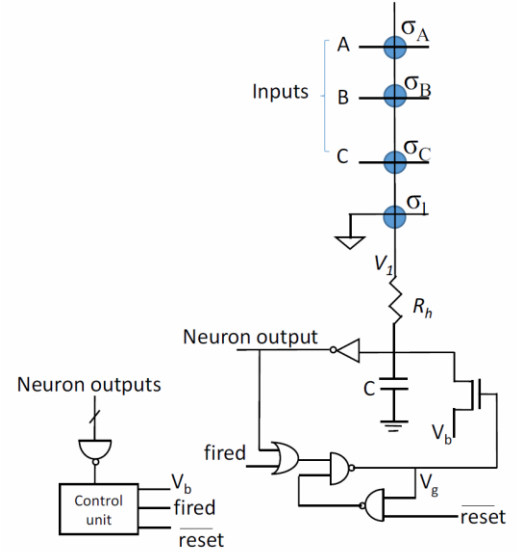 A σA
Inputs B σB
C σC
σ1
V1
Rh
Neuron output
C
Vb
Neuron outputs
fired
Vg
Vb
Control
unit
fired
reset
reset